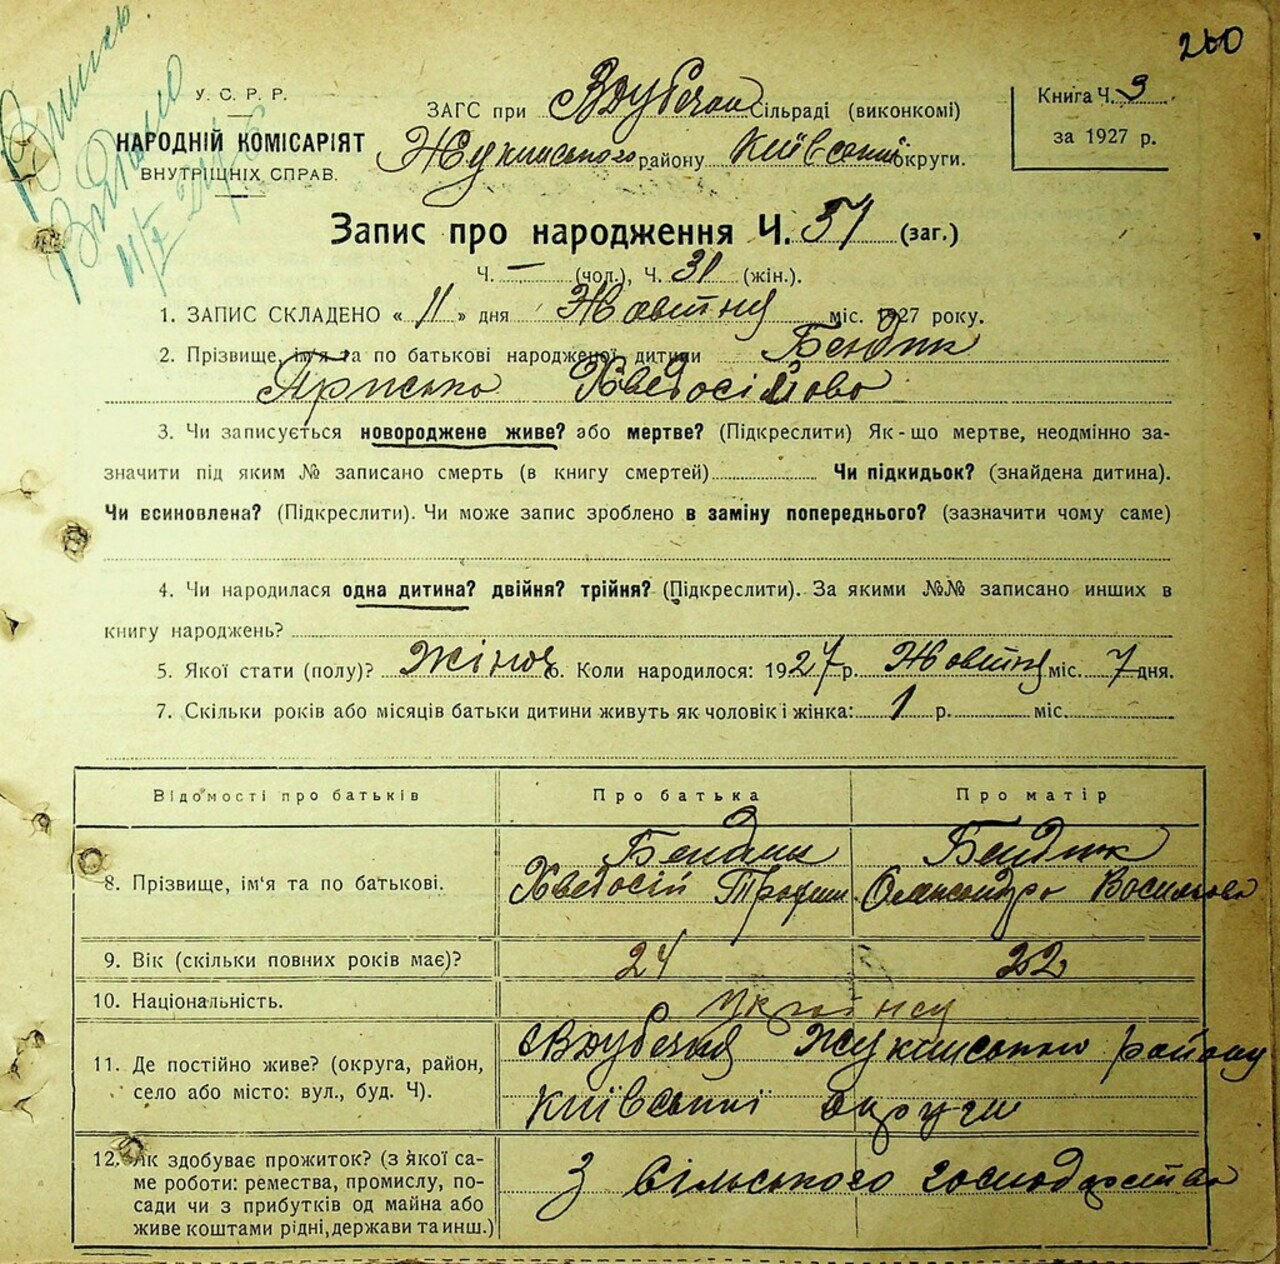 260
У. С. Р. Р.
НАРОДНІЙ КОМІСАРІЯТ
ВНУТРІШНІХ СПРАВ.
ЗАГС при Здубечан Сільраді (виконкомі)
Жукинського району Київської округи.
Книга Ч. 3
за 1927 р.
Запис про народження Ч. 57 (заг.)
Ч. — (чол.), Ч. 31 (жін.).
1. ЗАПИС СКЛАДЕНО « 11 » дня Жовтня міс. 1927 року.
2. Прізвище, ім'я та по батькові народженої дитини Бендик
Хведосійова
3. Чи записується новороджене живе? або мертве? (Підкреслити) Як-що мертве, неодмінно за-
значити під яким № записано смерть (в книгу смертей) Чи підкидьок? (знайдена дитина).
Чи всиновлена? (Підкреслити). Чи може запис зроблено в заміну попереднього? (зазначити чому саме)
4. Чи народилася одна дитина? двійня? трійня? (Підкреслити). За якими №№ записано инших в
книгу народжень?
5. Якої стати (полу)? Жіноч 6. Коли народилося: 1927 р. Жовтня міс. 7 дня.
7. Скільки років або місяців батьки дитини живуть як чоловік і жінка: 1 р. міс.
Відомості про батьків
Про батька
Про матір
8. Прізвище, ім'я та по батькові.
Бендик
Хведосій Трохим
Бендик
Олександра Васильова
9. Вік (скільки повних років має)?
24
22
10. Національність.
українсц
11. Де постійно живе? (округа, район,
село або місто: вул., буд. Ч).
Здубечня Жукинського району
Київської округи
12. Як здобуває прожиток? (з якої са-
ме роботи: ремества, промислу, по-
сади чи з прибутків од майна або
живе коштами рідні, держави та инш.)
З сільського господарства